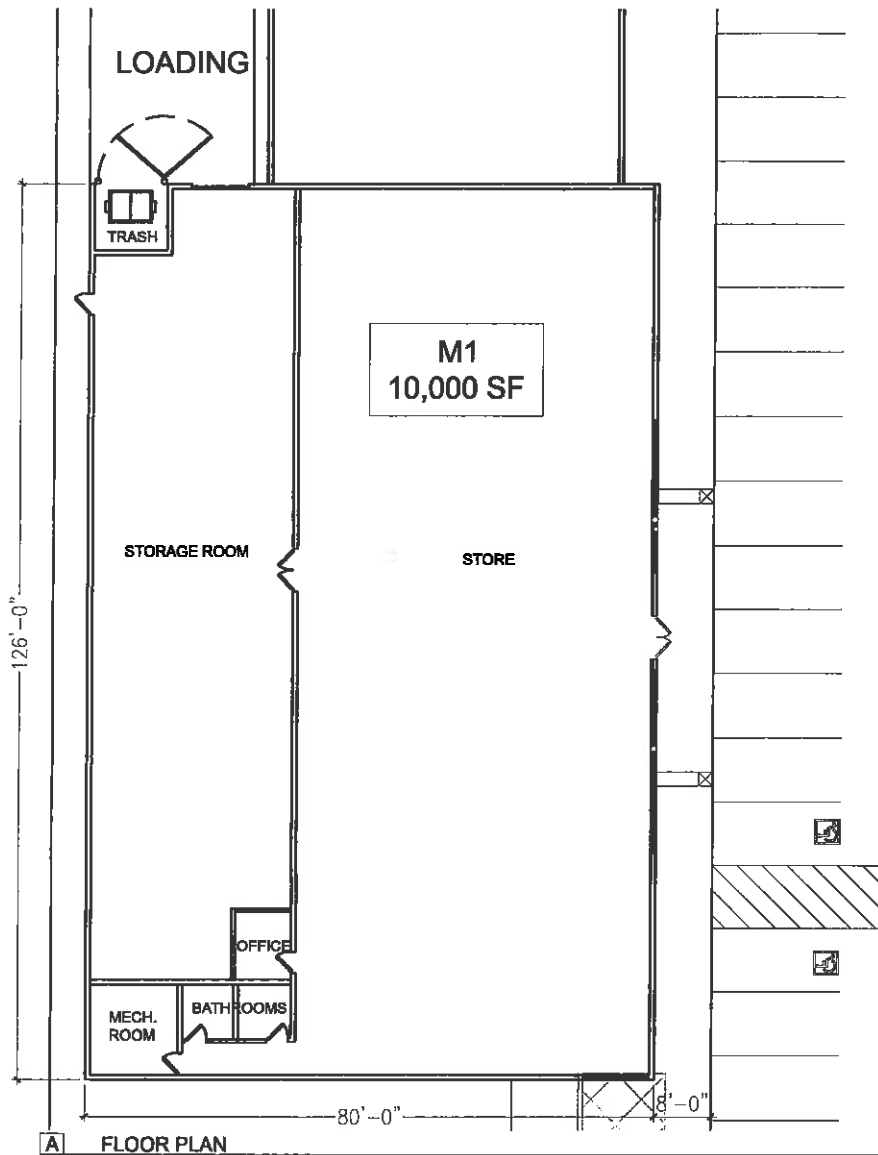 LOADING
TRASH
M1
10,000 SF
STORAGE ROOM
STORE
126'-0"
OFFICE
BATHROOMS
MECH.
ROOM
80'-0"
8'-0"
A FLOOR PLAN